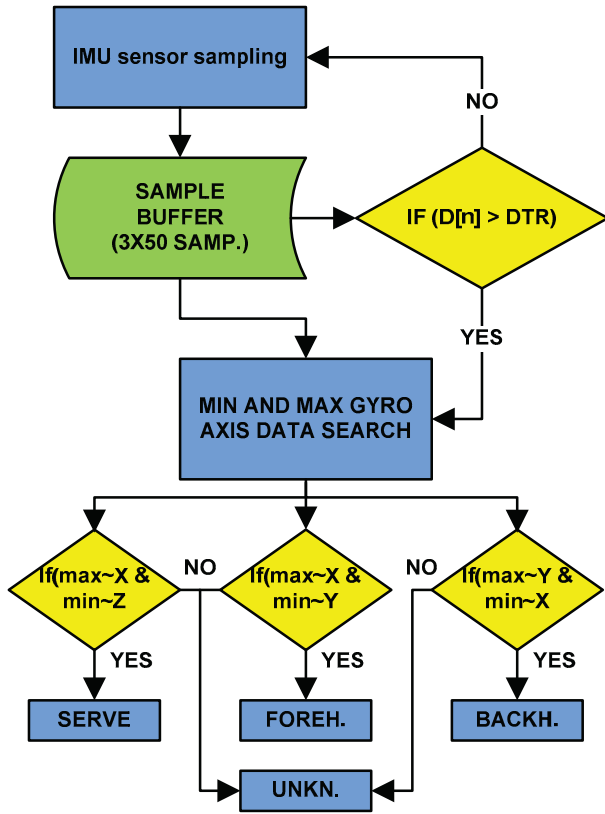 IMU sensor sampling
NO
SAMPLE
BUFFER
(3X50 SAMP.)
IF (D[n] > DTR)
YES
MIN AND MAX GYRO
AXIS DATA SEARCH
If(max~X &
min~Z
NO
If(max~X &
min~Y
NO
If(max~Y &
min~X
YES
YES
YES
SERVE
FOREH.
BACKH.
UNKN.